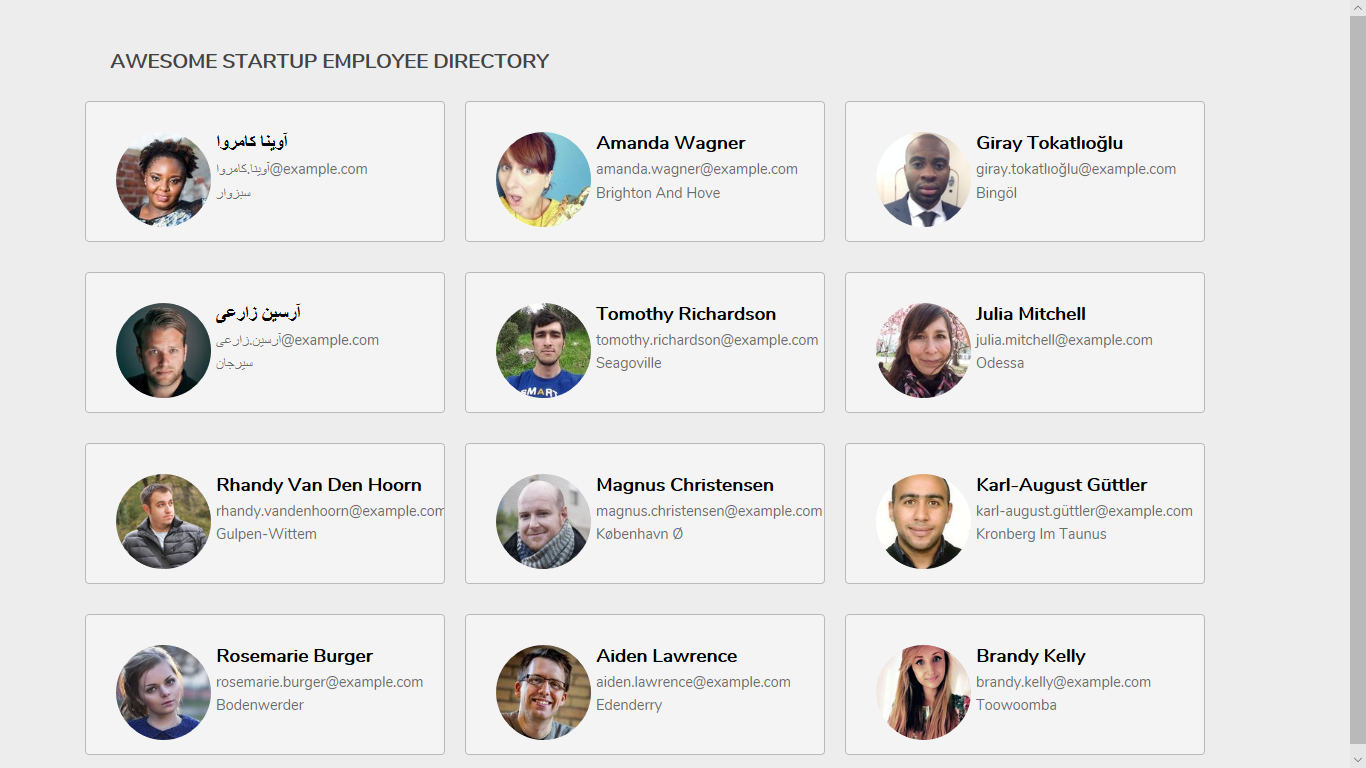 AWESOME STARTUP EMPLOYEE DIRECTORY
آوینا کامروا
آوینا.کامروا@example.com
سبزوار
Amanda Wagner
amanda.wagner@example.com
Brighton And Hove
Giray Tokatlıoğlu
giray.tokatlıoğlu@example.com
Bingöl
آرسین زارعی
آرسین.زارعی@example.com
سیرجان
Tomothy Richardson
tomothy.richardson@example.com
Seagoville
SMART
Julia Mitchell
julia.mitchell@example.com
Odessa
Rhandy Van Den Hoorn
rhandy.vandenhoorn@example.com
Gulpen-Wittem
Magnus Christensen
magnus.christensen@example.com
København Ø
Karl-August Güttler
karl-august.güttler@example.com
Kronberg Im Taunus
Rosemarie Burger
rosemarie.burger@example.com
Bodenwerder
Aiden Lawrence
aiden.lawrence@example.com
Edenderry
Brandy Kelly
brandy.kelly@example.com
Toowoomba